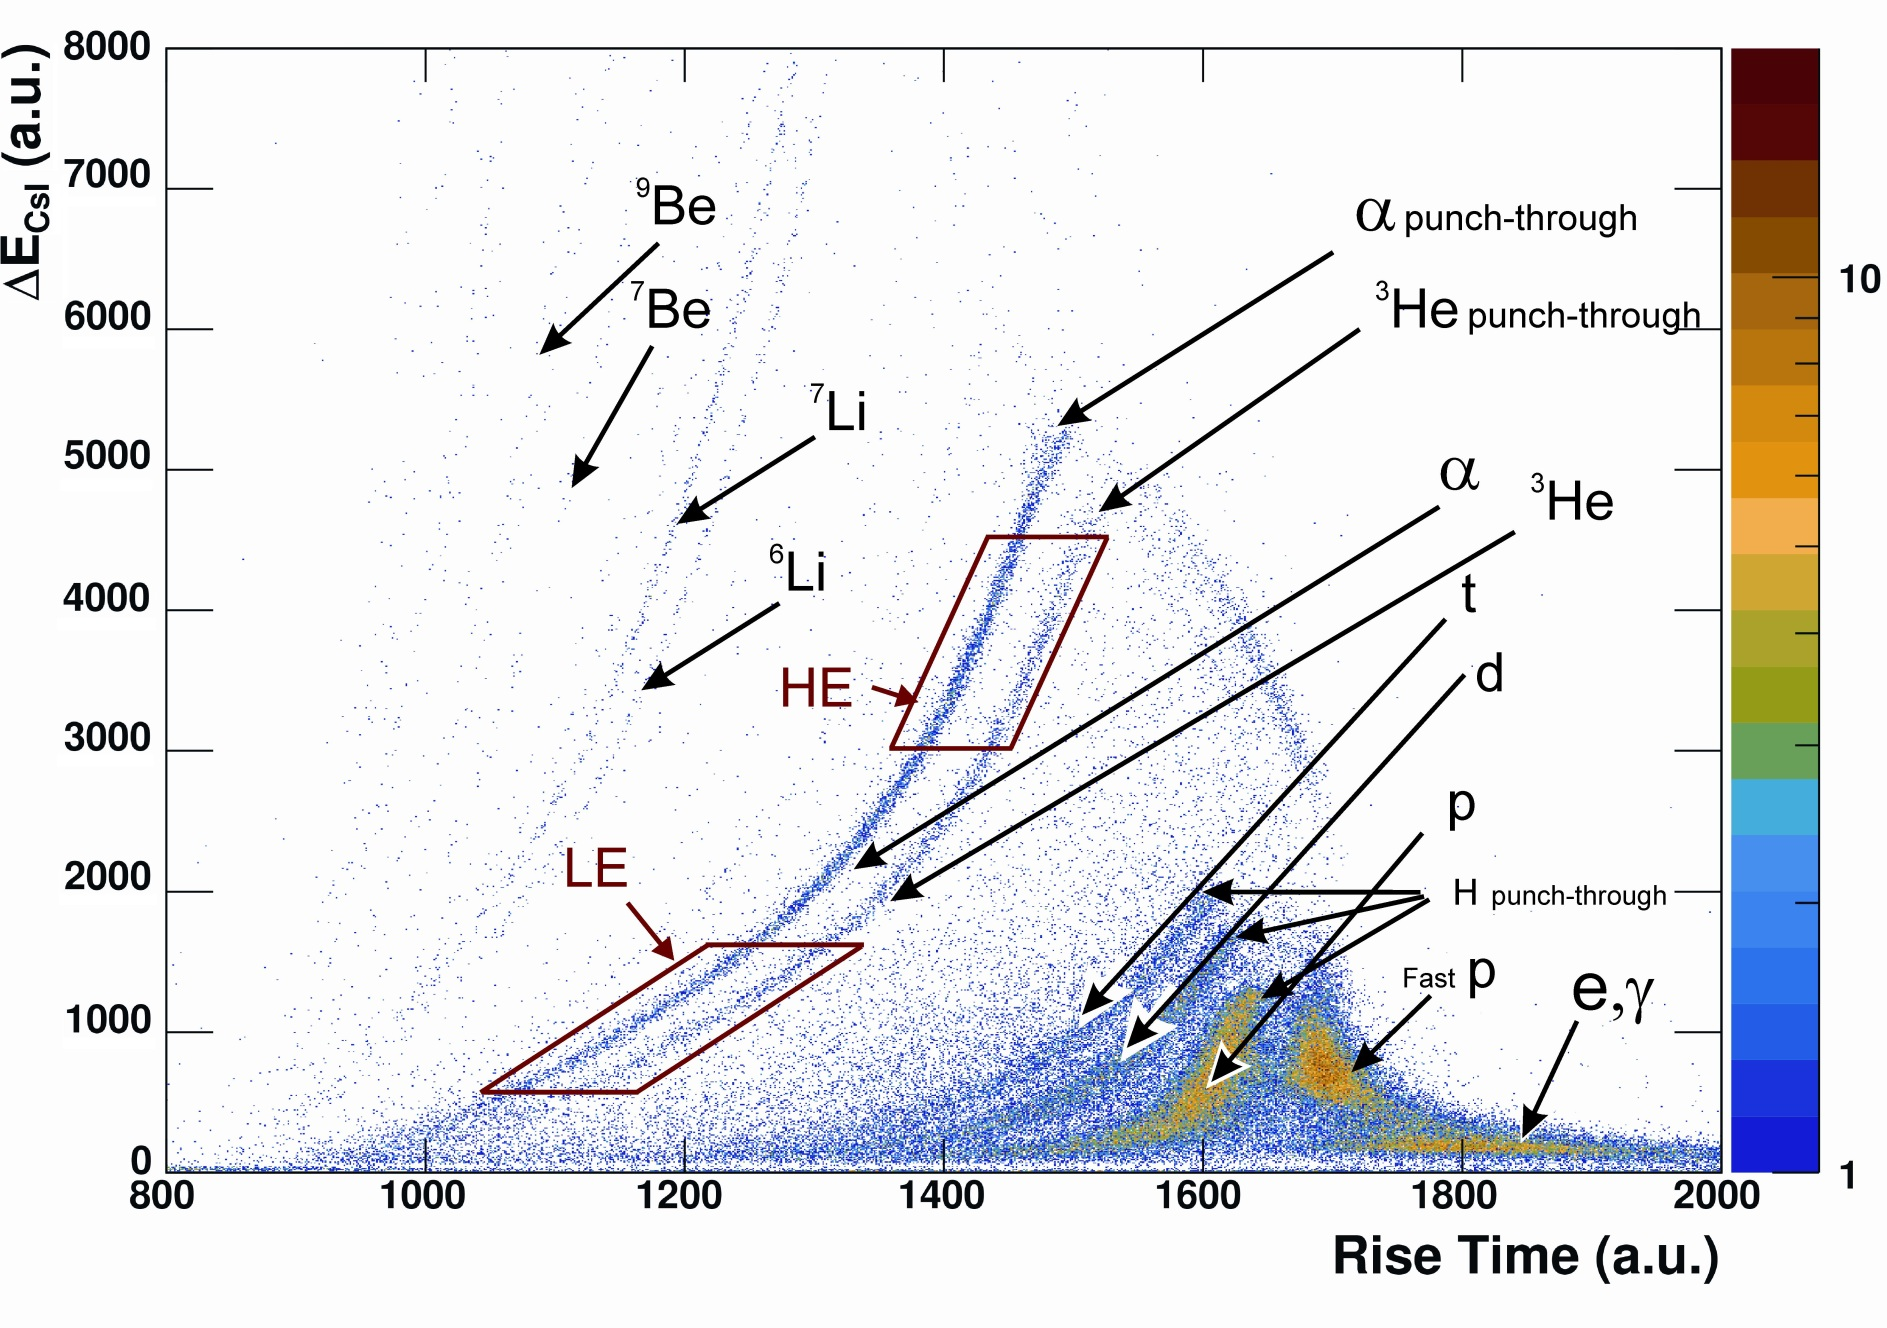 ΔE_CsI (a.u.)
8000
7000
6000
5000
4000
3000
2000
1000
0
⁹Be
⁷Be
⁷Li
⁶Li
α punch-through
³He punch-through
α
³He
t
d
p
H punch-through
Fast p
e,γ
HE
LE
10
1
800 1000 1200 1400 1600 1800 2000
Rise Time (a.u.)